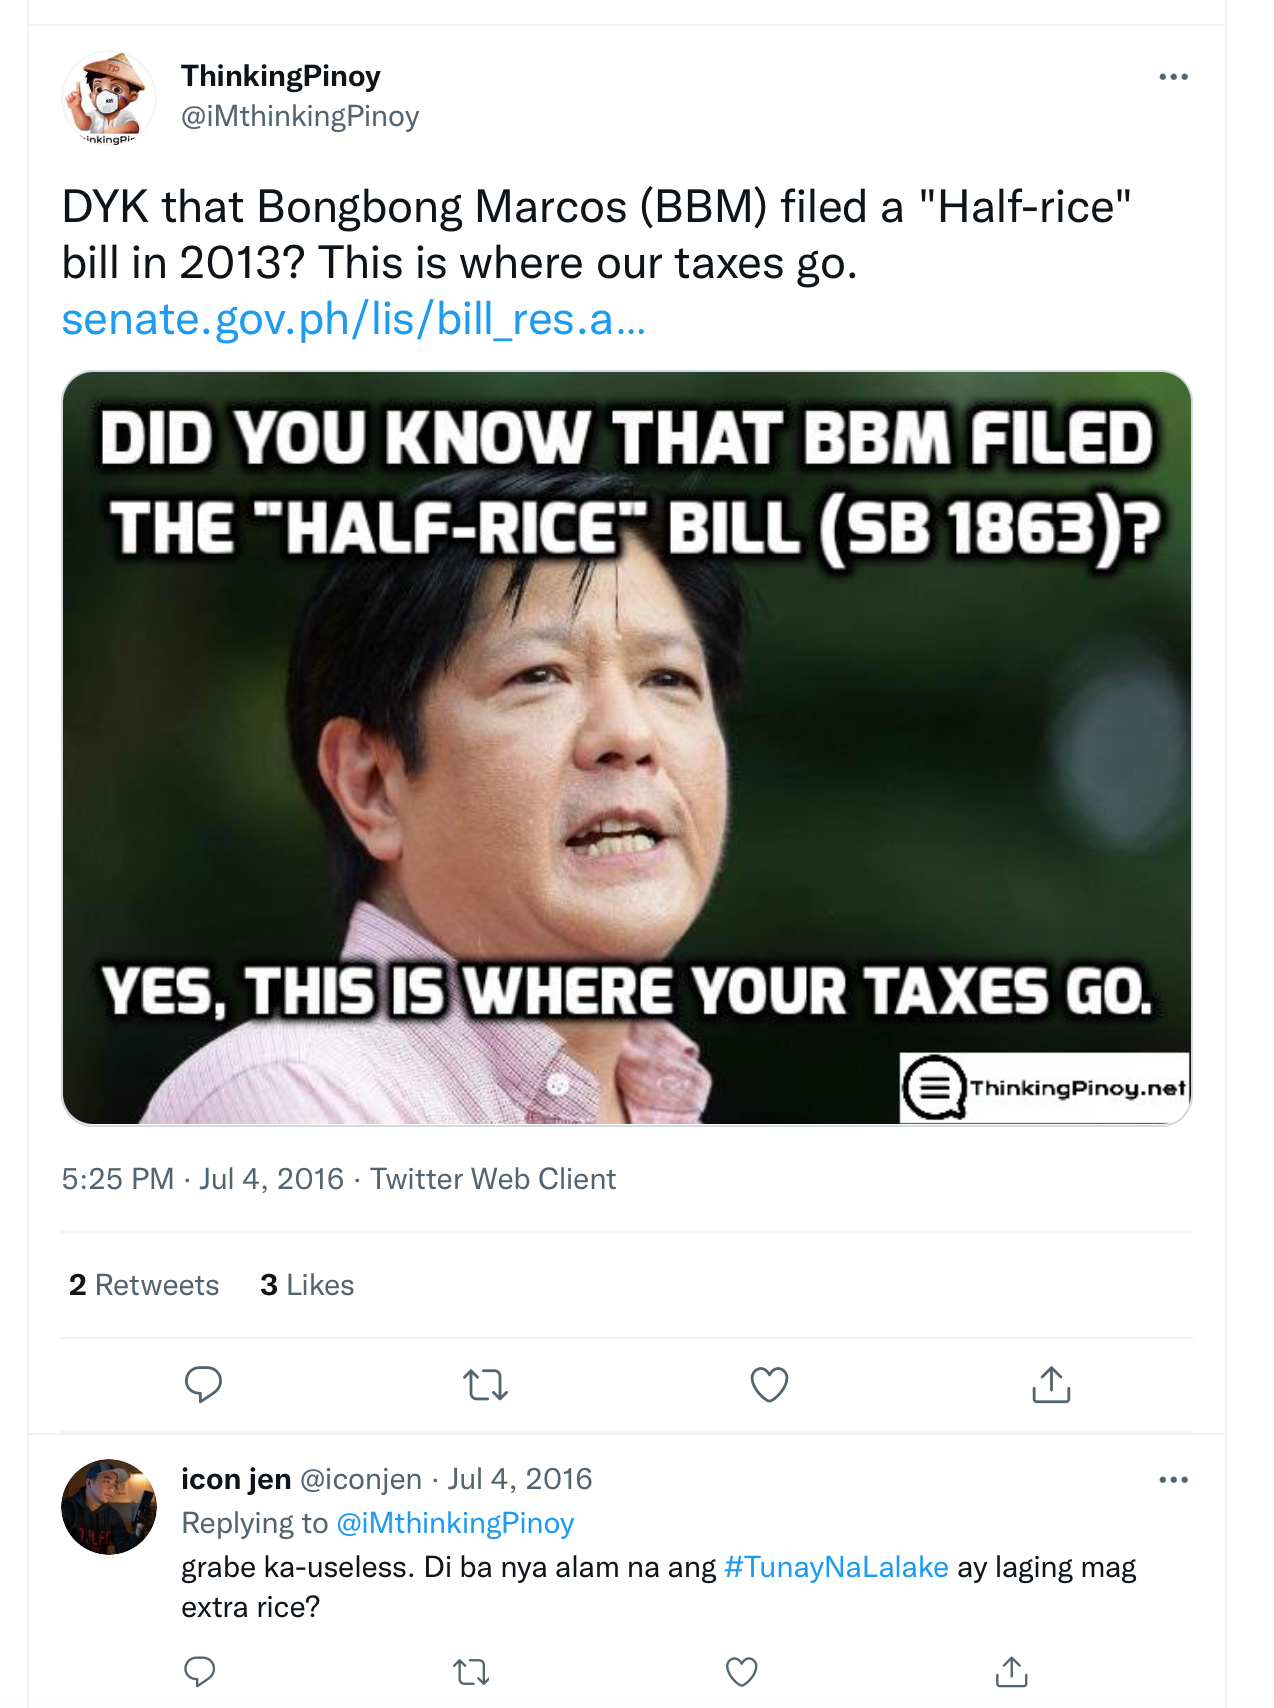 TP
inkingPi
ThinkingPinoy
@iMthinkingPinoy
DYK that Bongbong Marcos (BBM) filed a "Half-rice"
bill in 2013? This is where our taxes go.
senate.gov.ph/lis/bill_res.a...
DID YOU KNOW THAT BBM FILED
THE "HALF-RICE" BILL (SB 1863)?
YES, THIS IS WHERE YOUR TAXES GO.
ThinkingPinoy.net
5:25 PM · Jul 4, 2016 · Twitter Web Client
2 Retweets 3 Likes
icon jen @iconjen · Jul 4, 2016
Replying to @iMthinkingPinoy
grabe ka-useless. Di ba nya alam na ang #TunayNaLalake ay laging mag
extra rice?